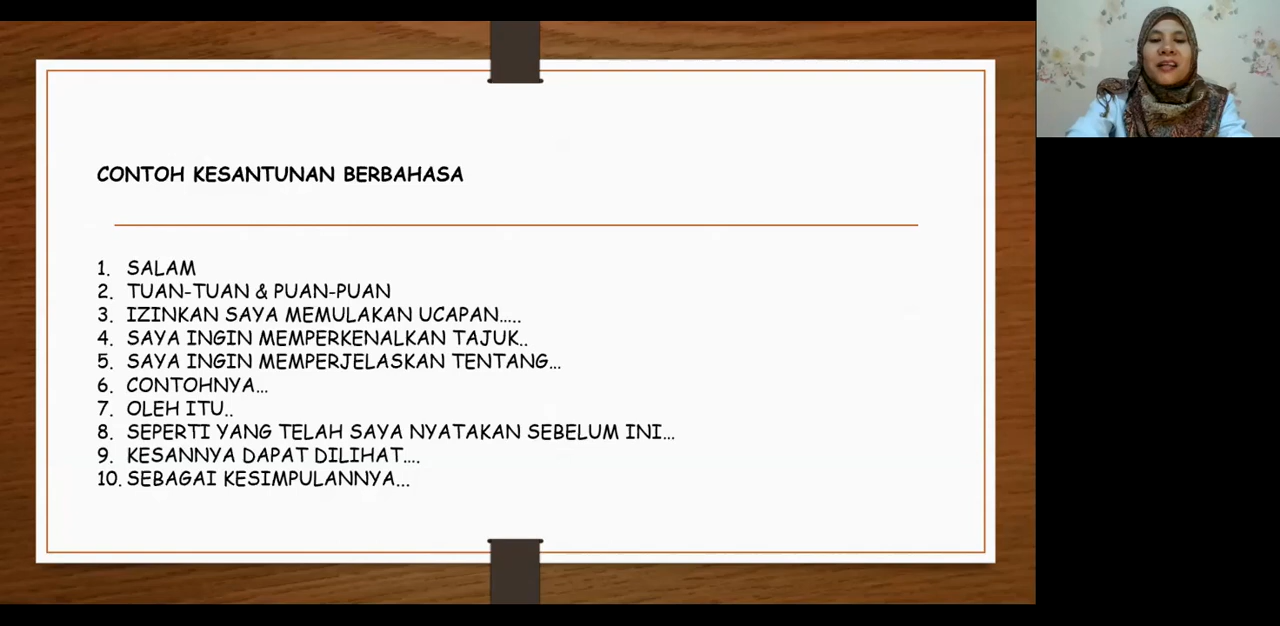 CONTOH KESANTUNAN BERBAHASA
1. SALAM
2. TUAN-TUAN & PUAN-PUAN
3. IZINKAN SAYA MEMULAKAN UCAPAN.....
4. SAYA INGIN MEMPERKENALKAN TAJUK..
5. SAYA INGIN MEMPERJELASKAN TENTANG...
6. CONTOHNYA...
7. OLEH ITU..
8. SEPERTI YANG TELAH SAYA NYATAKAN SEBELUM INI...
9. KESANNYA DAPAT DILIHAT....
10. SEBAGAI KESIMPULANNYA...